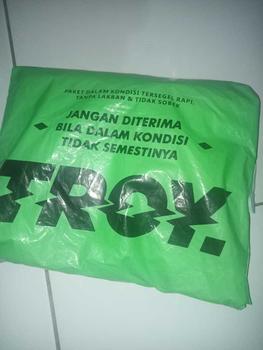 PAKET DALAM KONDISI TERSEGEL RAPI,
TANPA LAKBAN & TIDAK SOBEK
JANGAN DITERIMA
BILA DALAM KONDISI
TIDAK SEMESTINYA
TROY.